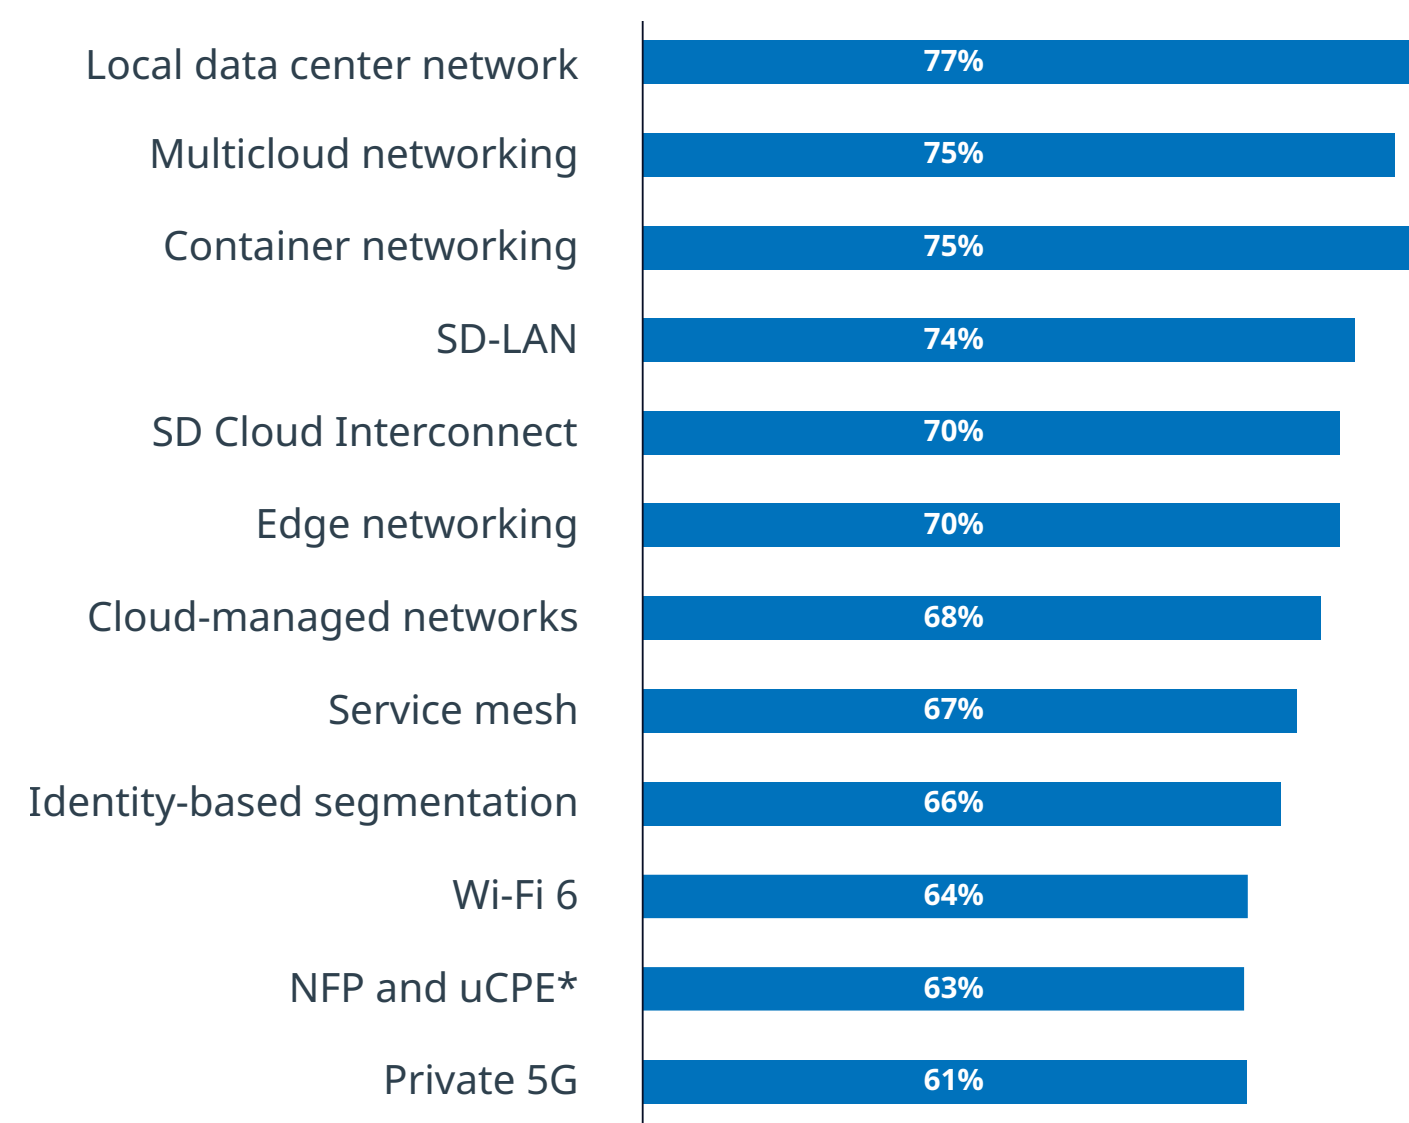 Local data center network 77%
Multicloud networking 75%
Container networking 75%
SD-LAN 74%
SD Cloud Interconnect 70%
Edge networking 70%
Cloud-managed networks 68%
Service mesh 67%
Identity-based segmentation 66%
Wi-Fi 6 64%
NFP and uCPE* 63%
Private 5G 61%